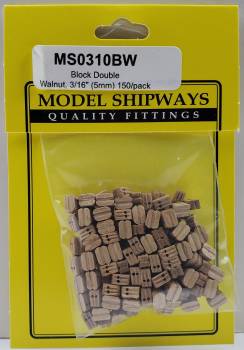 MS0310BW
Block Double
Walnut, 3/16" (5mm) 150/pack
MODEL SHIPWAYS
QUALITY FITTINGS